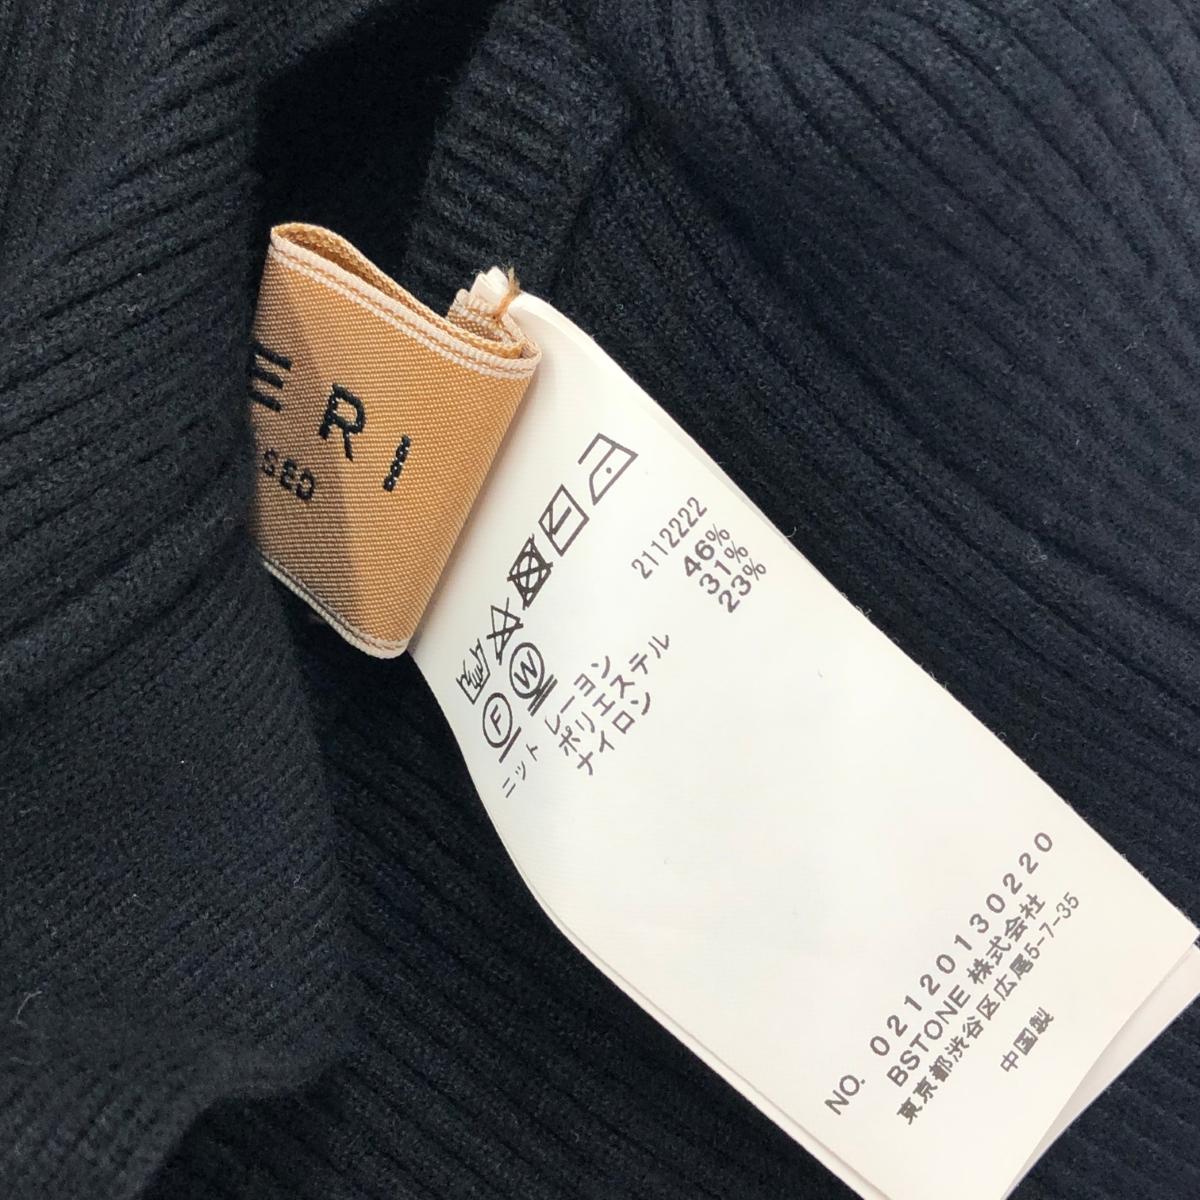 ERI
SED
2112222
46%
31%
23%
ニット
レーヨン
ポリエステル
ナイロン
W
F
NO. 02120130220
BSTONE 株式会社
東京都渋谷区広尾5-7-35
中国製